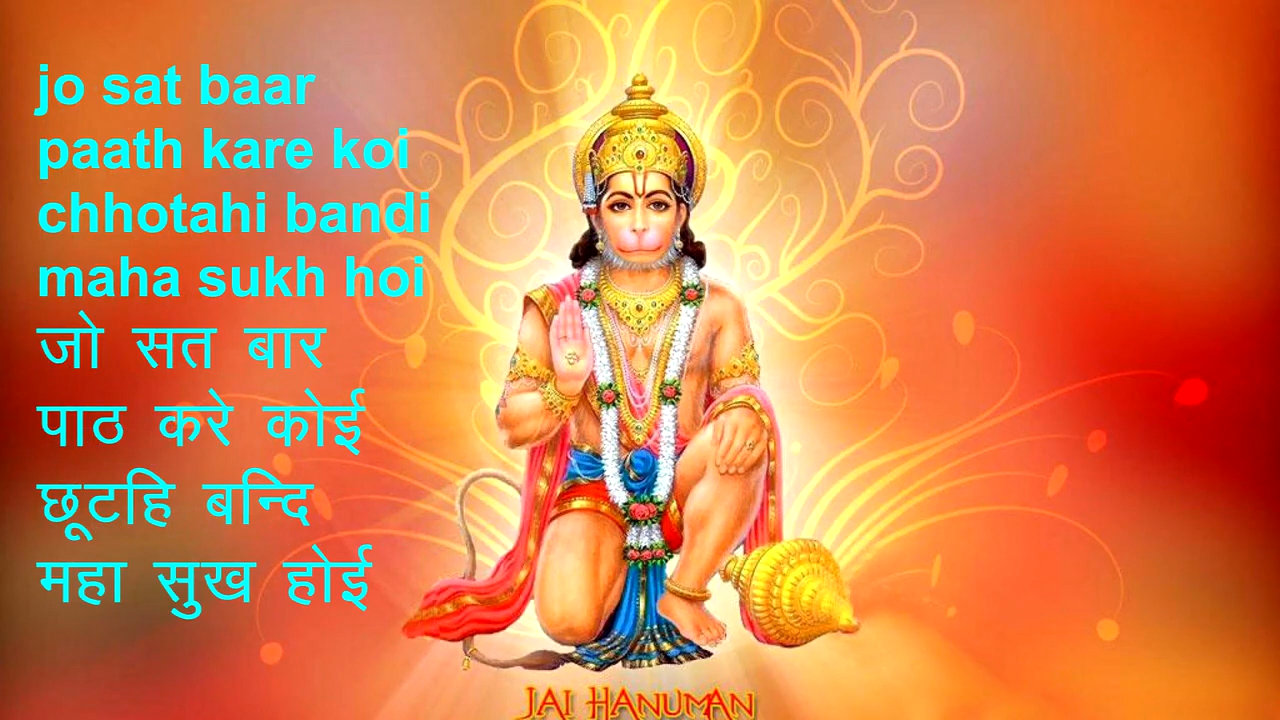 jo sat baar
paath kare koi
chhotahi bandi
maha sukh hoi
जो सत बार
पाठ करे कोई
छूटहि बन्दि
महा सुख होई
JAI HANUMAN